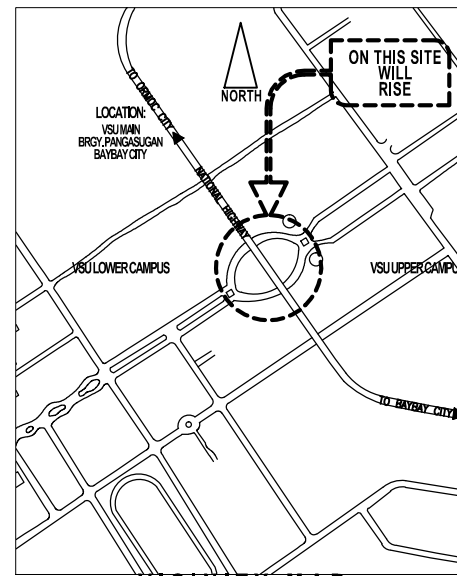 ON THIS SITE
WILL
RISE
NORTH
TO ORMOC CITY
LOCATION:
VSU MAIN
BRGY.PANGASUGAN
BAYBAY CITY
NATIONAL HIGHWAY
VSU LOWER CAMPUS
VSU UPPER CAMPU
TO BAYBAY CITY